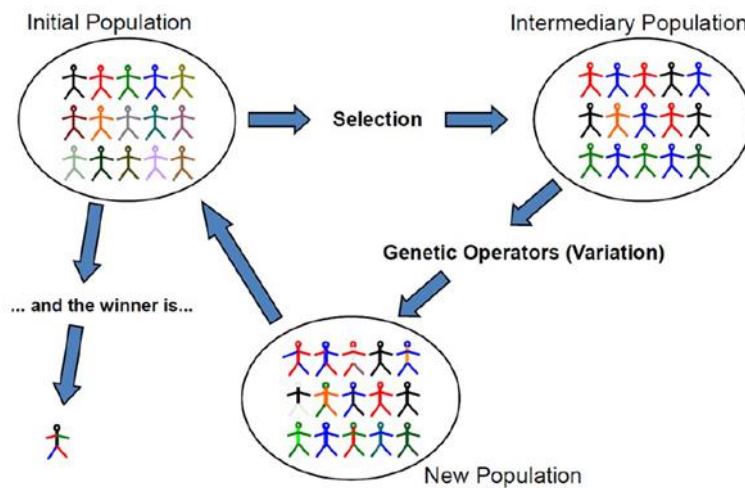 Initial Population
Intermediary Population
Selection
Genetic Operators (Variation)
... and the winner is...
New Population